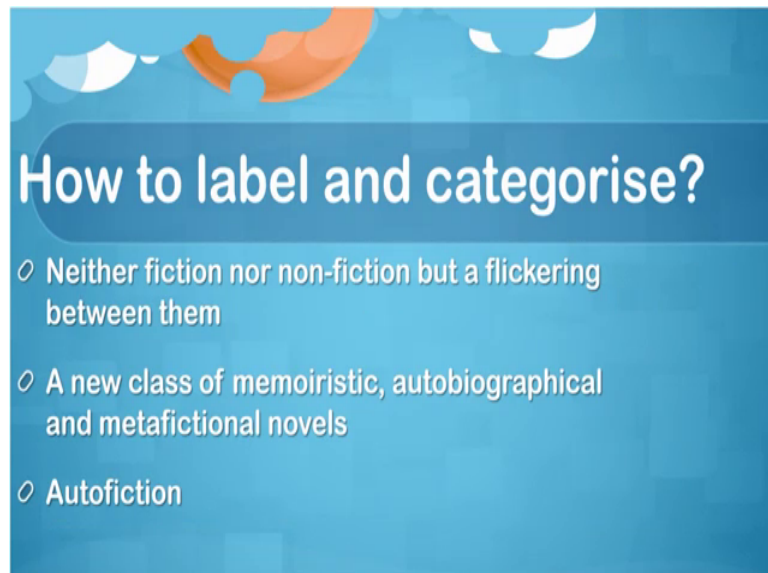 How to label and categorise?
Neither fiction nor non-fiction but a flickering
between them
A new class of memoiristic, autobiographical
and metafictional novels
Autofiction